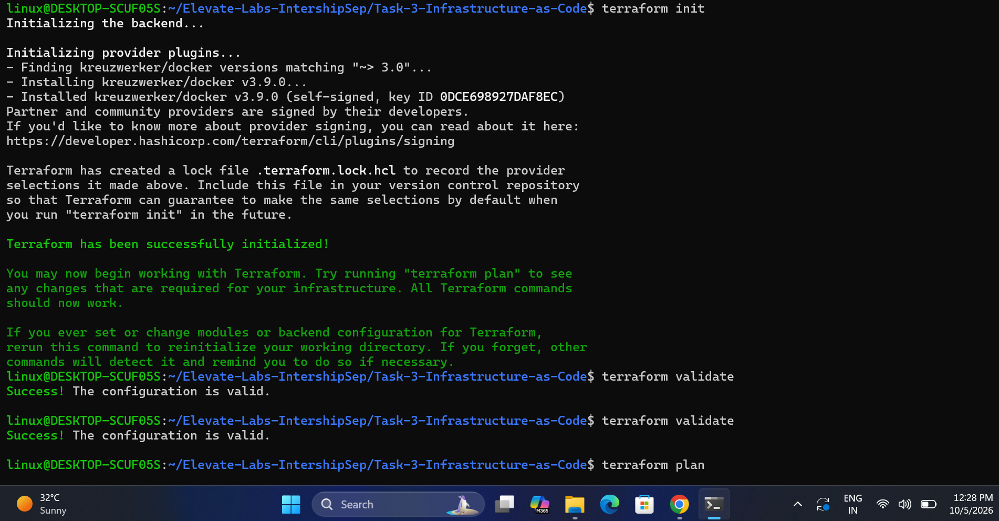 linux@DESKTOP-SCUF05S:~/Elevate-Labs-IntershipSep/Task-3-Infrastructure-as-Code$ terraform init
Initializing the backend...
Initializing provider plugins...
- Finding kreuzwerker/docker versions matching "~> 3.0"...
- Installing kreuzwerker/docker v3.9.0...
- Installed kreuzwerker/docker v3.9.0 (self-signed, key ID 0DCE698927DAF8EC)
Partner and community providers are signed by their developers.
If you'd like to know more about provider signing, you can read about it here:
https://developer.hashicorp.com/terraform/cli/plugins/signing
Terraform has created a lock file .terraform.lock.hcl to record the provider
selections it made above. Include this file in your version control repository
so that Terraform can guarantee to make the same selections by default when
you run "terraform init" in the future.
Terraform has been successfully initialized!
You may now begin working with Terraform. Try running "terraform plan" to see
any changes that are required for your infrastructure. All Terraform commands
should now work.
If you ever set or change modules or backend configuration for Terraform,
rerun this command to reinitialize your working directory. If you forget, other
commands will detect it and remind you to do so if necessary.
linux@DESKTOP-SCUF05S:~/Elevate-Labs-IntershipSep/Task-3-Infrastructure-as-Code$ terraform validate
Success! The configuration is valid.
linux@DESKTOP-SCUF05S:~/Elevate-Labs-IntershipSep/Task-3-Infrastructure-as-Code$ terraform validate
Success! The configuration is valid.
linux@DESKTOP-SCUF05S:~/Elevate-Labs-IntershipSep/Task-3-Infrastructure-as-Code$ terraform plan
32°C
Sunny
Search
M365
ENG
IN
12:28 PM
10/5/2026